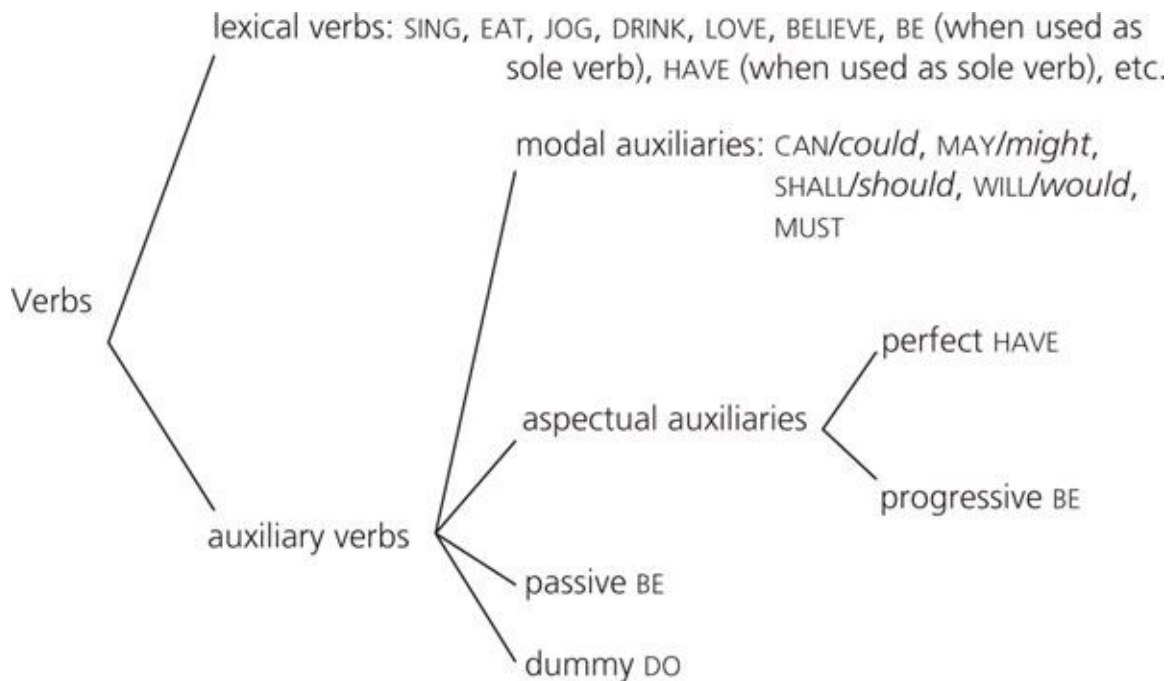 lexical verbs: SING, EAT, JOG, DRINK, LOVE, BELIEVE, BE (when used as
sole verb), HAVE (when used as sole verb), etc.
modal auxiliaries: CAN/could, MAY/might,
SHALL/should, WILL/would,
MUST
Verbs
perfect HAVE
aspectual auxiliaries
progressive BE
auxiliary verbs
passive BE
dummy DO